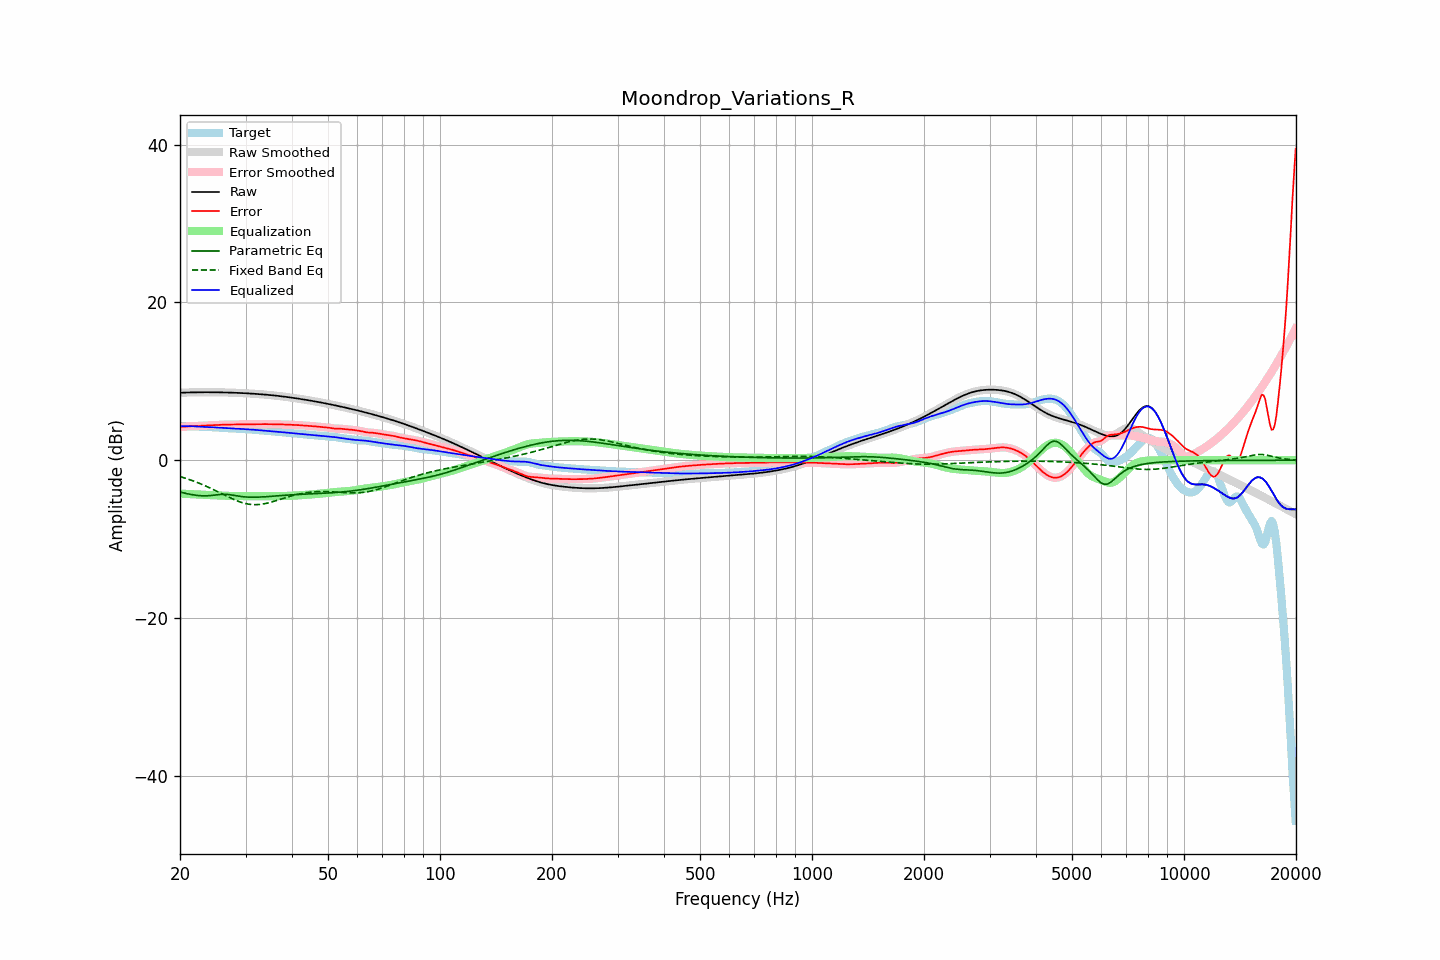 Moondrop_Variations_R
Target
Raw Smoothed
Error Smoothed
Raw
Error
Equalization
Parametric Eq
Fixed Band Eq
Equalized
40
20
0
−20
−40
Amplitude (dBr)
20
50
100
200
500
1000
2000
5000
10000
20000
Frequency (Hz)